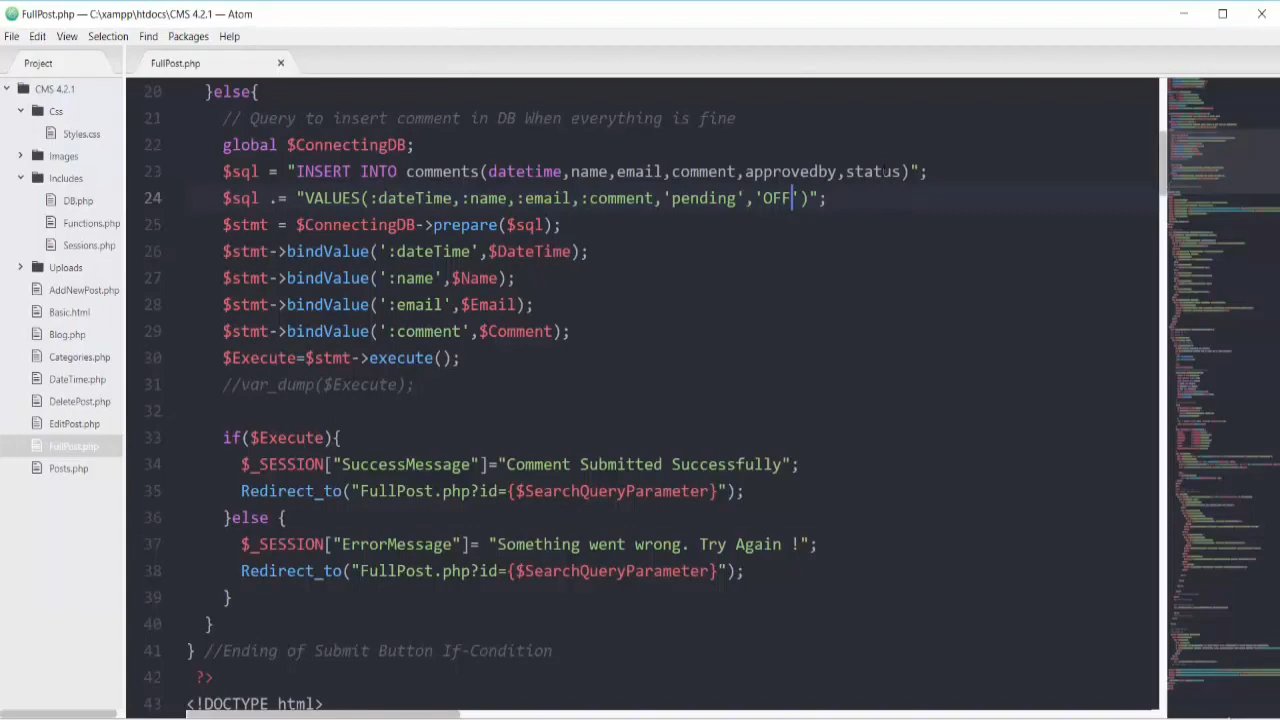 FullPost.php — C:\xampp\htdocs\CMS 4.2.1 — Atom
File Edit View Selection Find Packages Help
Project
FullPost.php
CMS 4.2.1
Css
Styles.css
Images
Includes
DB.php
Functions.php
Sessions.php
Uploads
AddNewPost.php
Basic.html
Blog.php
Categories.php
DateTime.php
DeletePost.php
EditPost.php
FullPost.php
Posts.php
20 }else{
21 // Query to insert comment in DB When everything is fine
22 global $ConnectingDB;
23 $sql = "INSERT INTO comments(datetime,name,email,comment,approvedby,status)";
24 $sql .= "VALUES(:dateTime,:name,:email,:comment,'pending','OFF')";
25 $stmt = $ConnectingDB->prepare($sql);
26 $stmt->bindValue(':dateTime',$DateTime);
27 $stmt->bindValue(':name',$Name);
28 $stmt->bindValue(':email',$Email);
29 $stmt->bindValue(':comment',$Comment);
30 $Execute=$stmt->execute();
31 //var_dump($Execute);
32
33 if($Execute){
34 $_SESSION["SuccessMessage"]="Comment Submitted Successfully";
35 Redirect_to("FullPost.php?id={$SearchQueryParameter}");
36 }else {
37 $_SESSION["ErrorMessage"]= "Something went wrong. Try Again !";
38 Redirect_to("FullPost.php?id={$SearchQueryParameter}");
39 }
40 }
41 } //Ending of Submit Button If-Condition
42 ?>
43 <!DOCTYPE html>